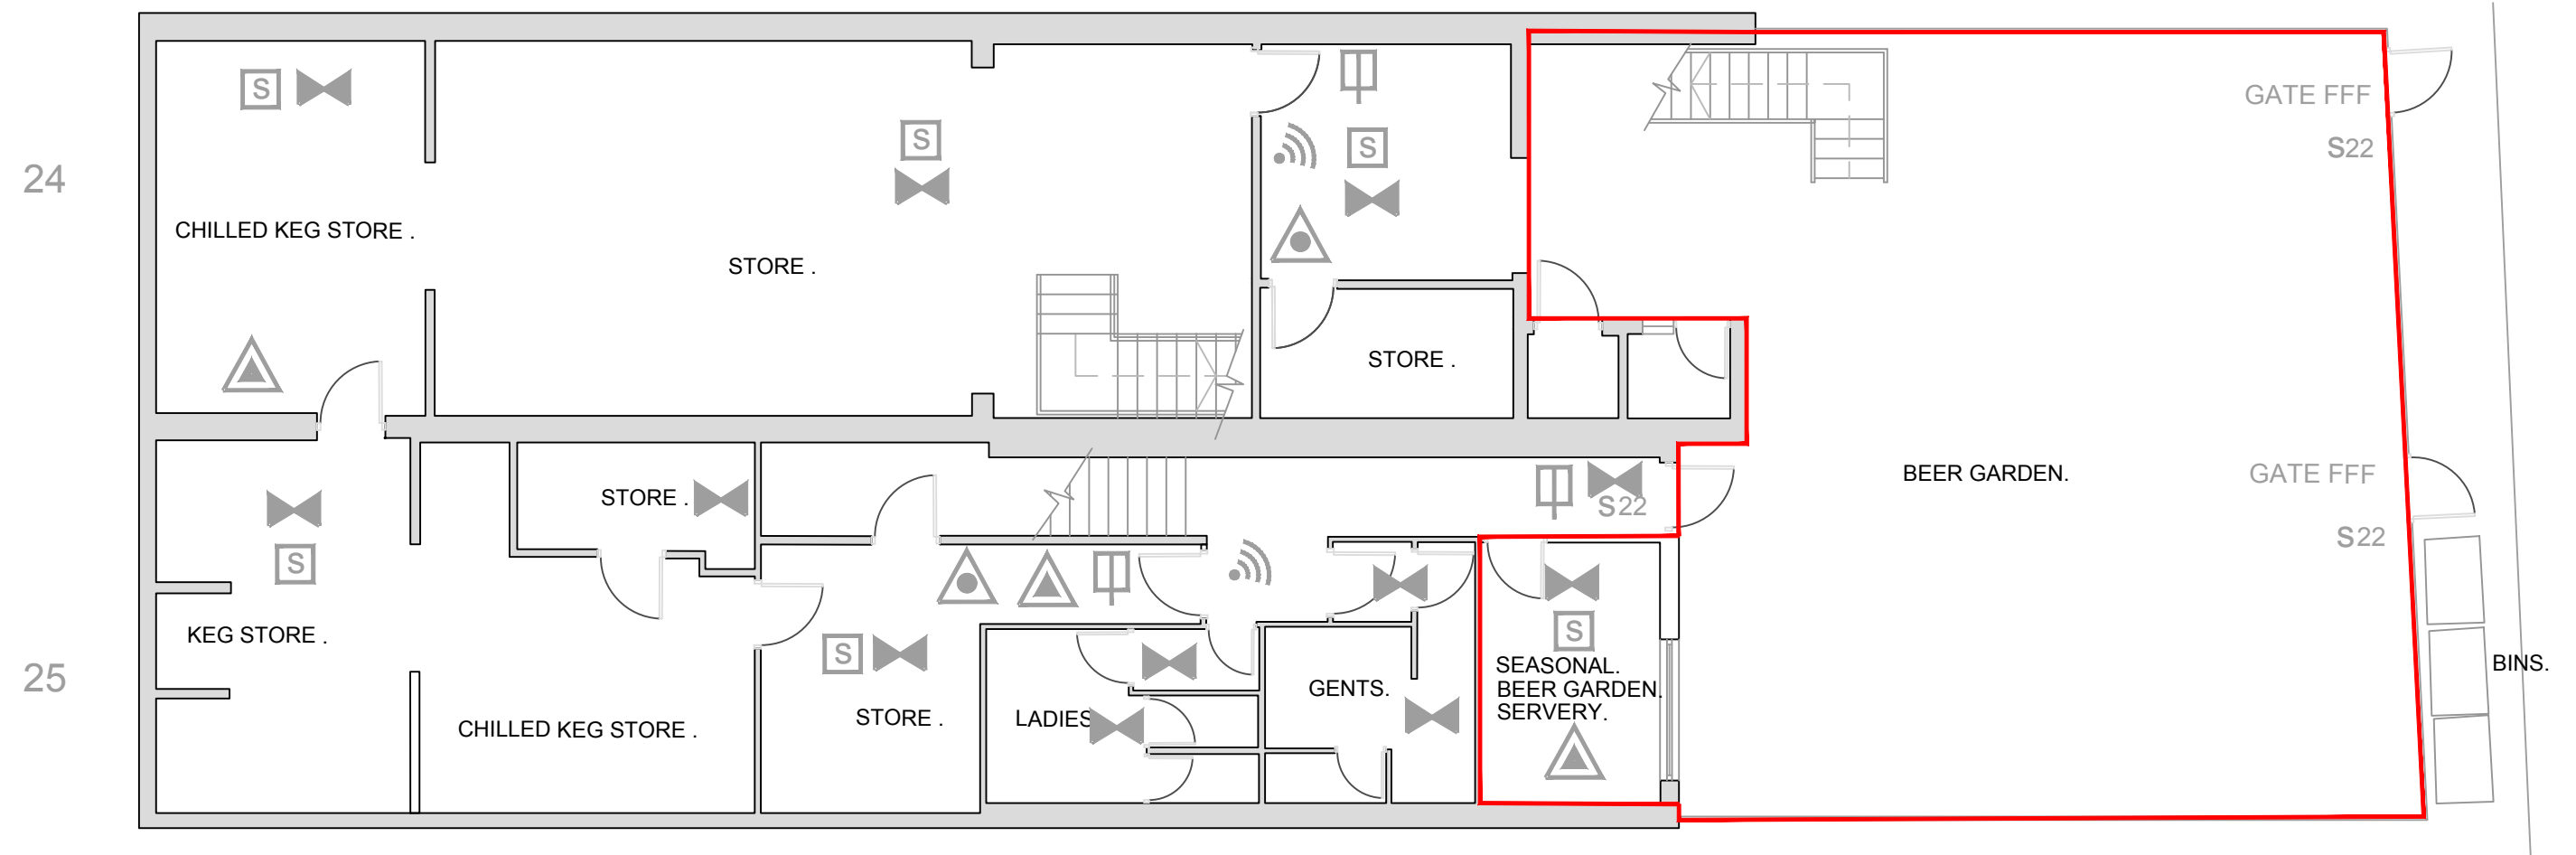 GATE FFF
S
S
S
S22
24
CHILLED KEG STORE .
STORE .
STORE .
BEER GARDEN.
GATE FFF
STORE .
S22
S22
S
S
S
KEG STORE .
SEASONAL.
BEER GARDEN.
SERVERY.
BINS.
25
GENTS.
STORE .
LADIES
CHILLED KEG STORE .